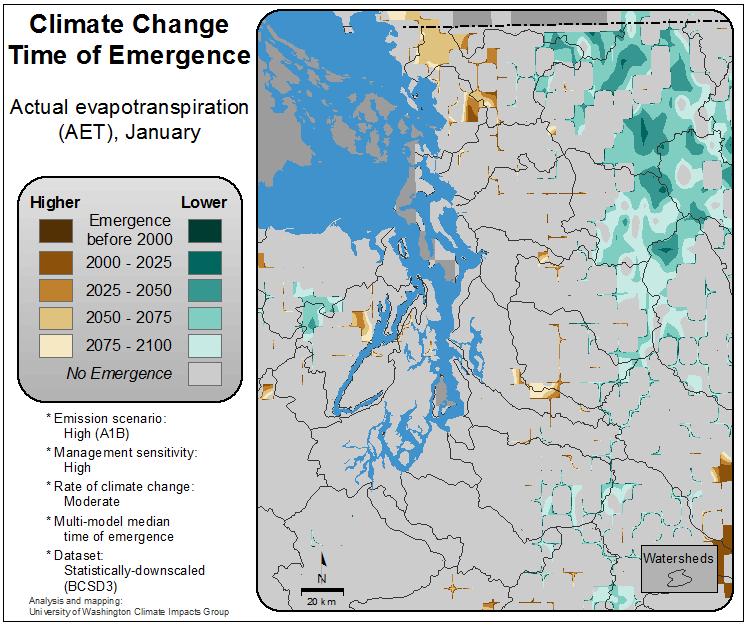 Climate Change
Time of Emergence
Actual evapotranspiration
(AET), January
Higher Lower
Emergence
before 2000
2000 - 2025
2025 - 2050
2050 - 2075
2075 - 2100
No Emergence
* Emission scenario:
High (A1B)
* Management sensitivity:
High
* Rate of climate change:
Moderate
* Multi-model median
time of emergence
* Dataset:
Statistically-downscaled
(BCSD3)
Analysis and mapping:
University of Washington Climate Impacts Group
N
20 km
Watersheds